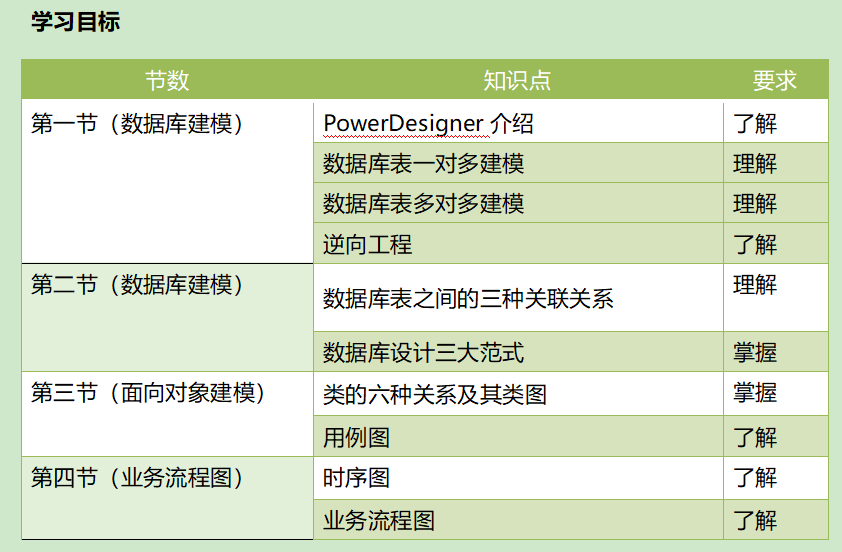 学习目标
节数 知识点 要求
第一节（数据库建模） PowerDesigner 介绍 了解
数据库表一对多建模 理解
数据库表多对多建模 理解
逆向工程 了解
第二节（数据库建模） 数据库表之间的三种关联关系 理解
数据库设计三大范式 掌握
第三节（面向对象建模） 类的六种关系及其类图 掌握
用例图 了解
第四节（业务流程图） 时序图 了解
业务流程图 了解